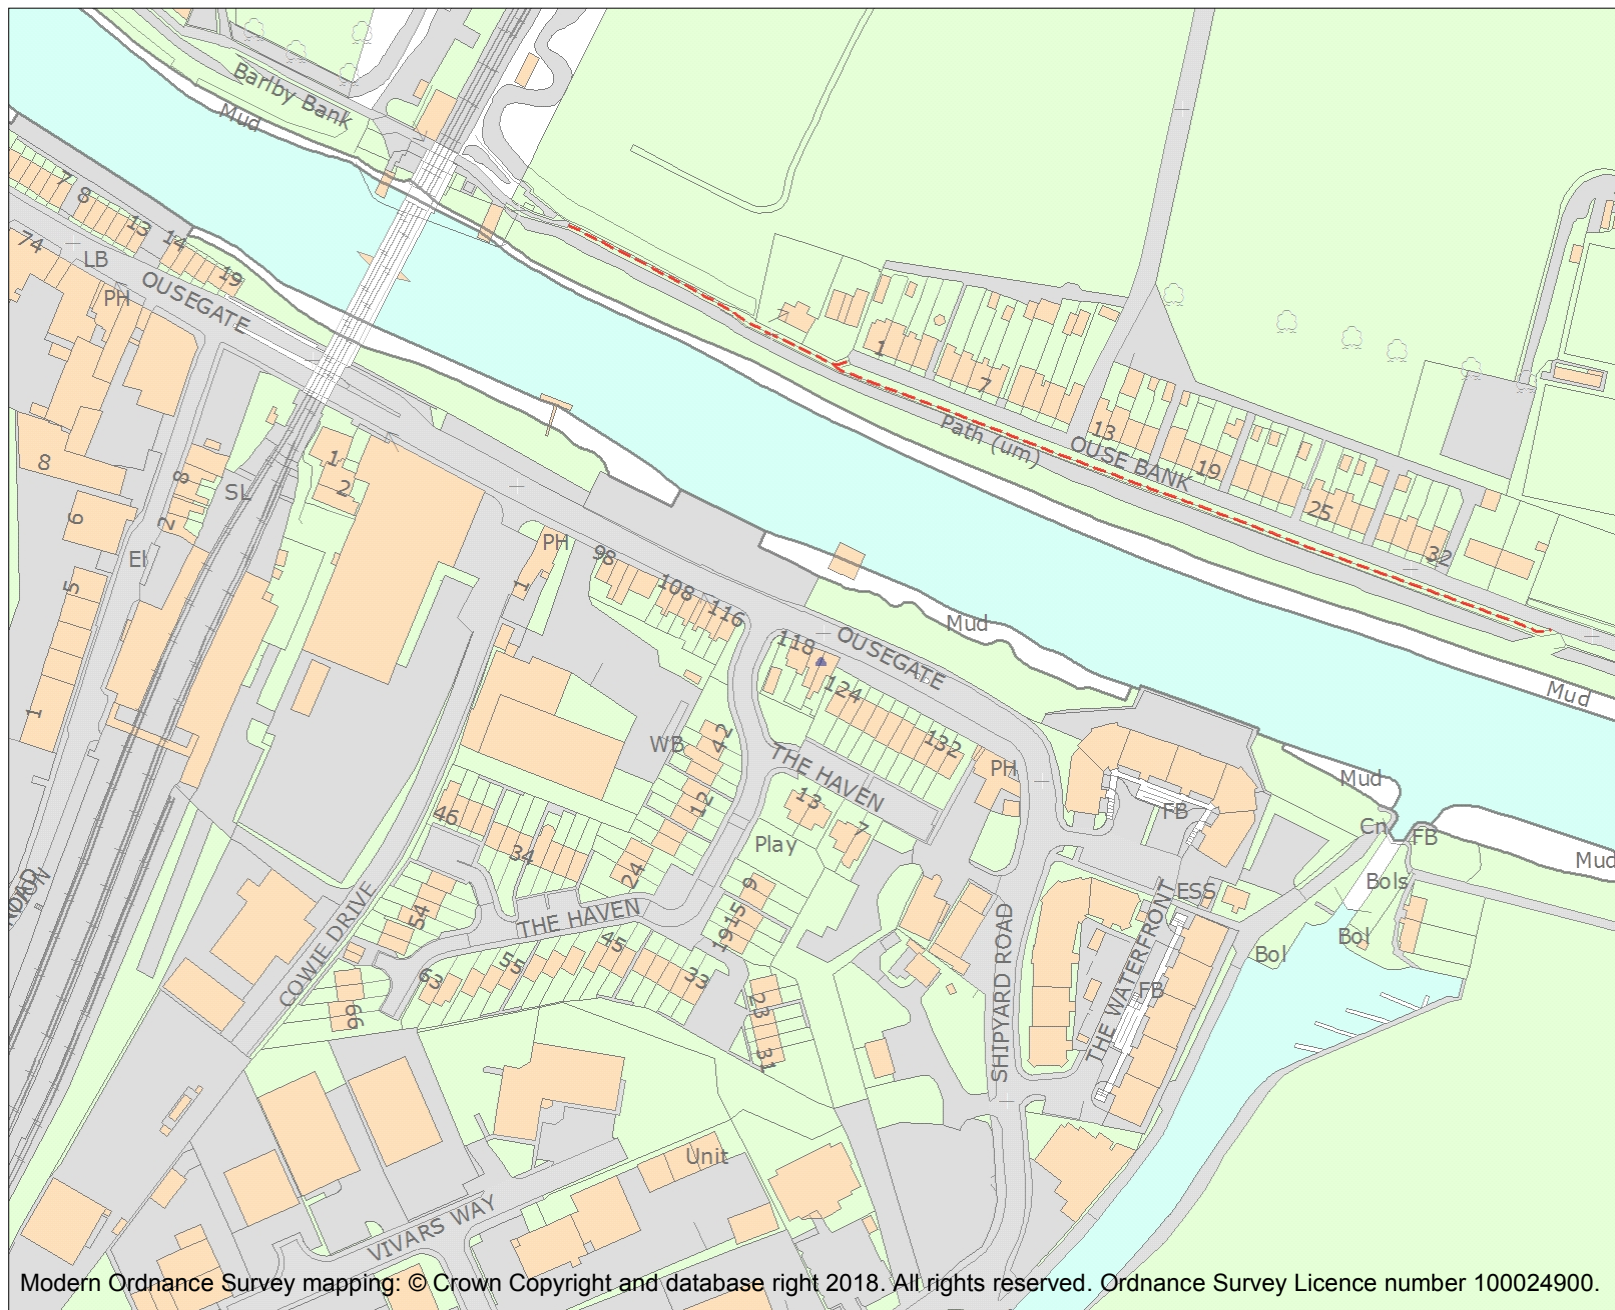 Barlby Bank
Mud
7
8
13
14
19
74
LB
PH
OUSEGATE
7
1
7
13
19
25
32
Path (um)
OUSE BANK
8
6
5
1
8
2
El
SL
1
2
PH
1
98
108
116
118
OUSEGATE
Mud
124
132
Mud
WB
42
12
24
THE HAVEN
13
7
Play
PH
FB
Mud
Cn
FB
Mud
Bols
Bol
Bol
ESS
46
34
54
THE HAVEN
9
15
19
45
55
63
33
23
31
66
COWIE DRIVE
SHIPYARD ROAD
THE WATERFRONT
FB
ROAD
Unit
VIVARS WAY
Modern Ordnance Survey mapping: © Crown Copyright and database right 2018. All rights reserved. Ordnance Survey Licence number 100024900.